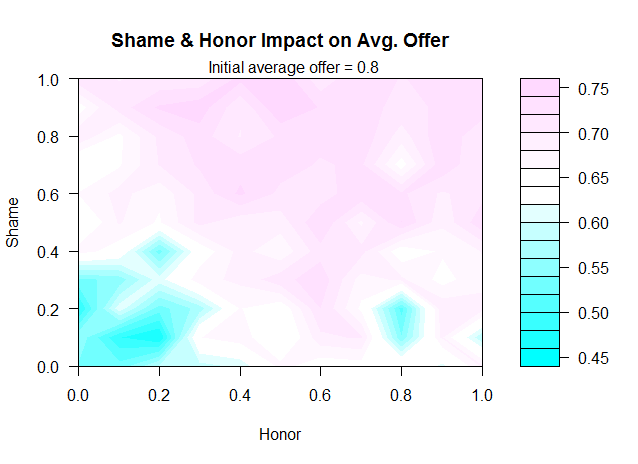 Shame & Honor Impact on Avg. Offer
Initial average offer = 0.8
1.0
0.8
0.6
0.4
0.2
0.0
Shame
0.0 0.2 0.4 0.6 0.8 1.0
Honor
0.75
0.70
0.65
0.60
0.55
0.50
0.45